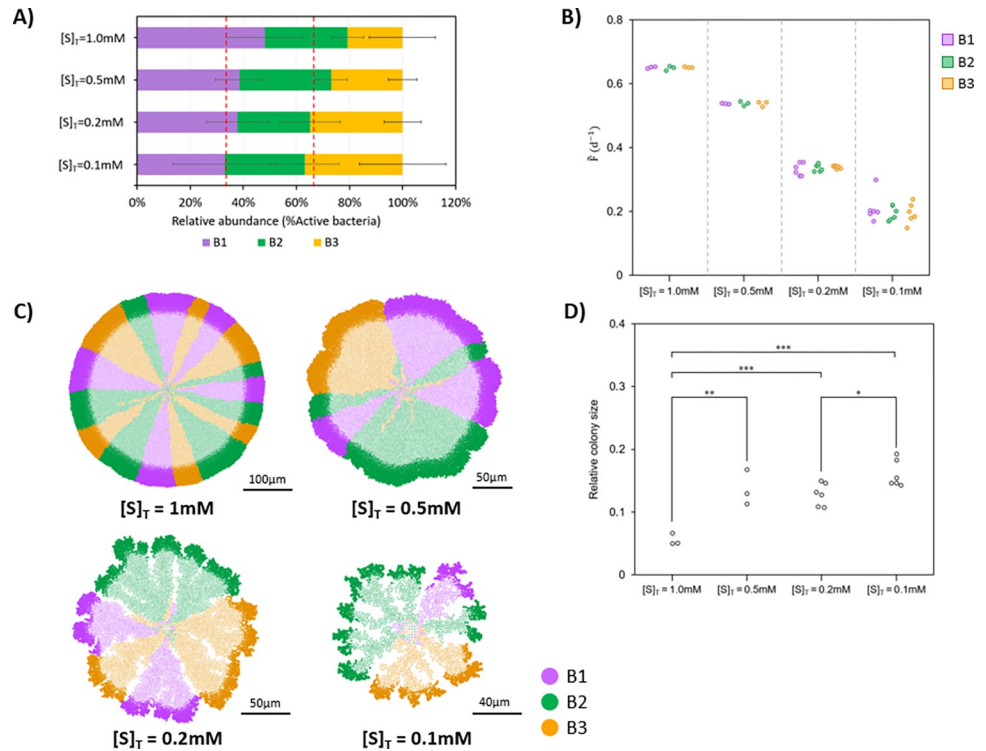 A)
[S]T=1.0mM
[S]T=0.5mM
[S]T=0.2mM
[S]T=0.1mM
0% 20% 40% 60% 80% 100% 120%
Relative abundance (%Active bacteria)
B1 B2 B3
B)
0.8
0.6
0.4
0.2
0
F̃ (d⁻¹)
[S]T = 1.0mM [S]T = 0.5mM [S]T = 0.2mM [S]T = 0.1mM
B1
B2
B3
C)
100µm
[S]T = 1mM
50µm
[S]T = 0.5mM
50µm
[S]T = 0.2mM
40µm
[S]T = 0.1mM
B1
B2
B3
D)
0.4
0.3
0.2
0.1
0
Relative colony size
***
***
**
*
[S]T = 1.0mM [S]T = 0.5mM [S]T = 0.2mM [S]T = 0.1mM